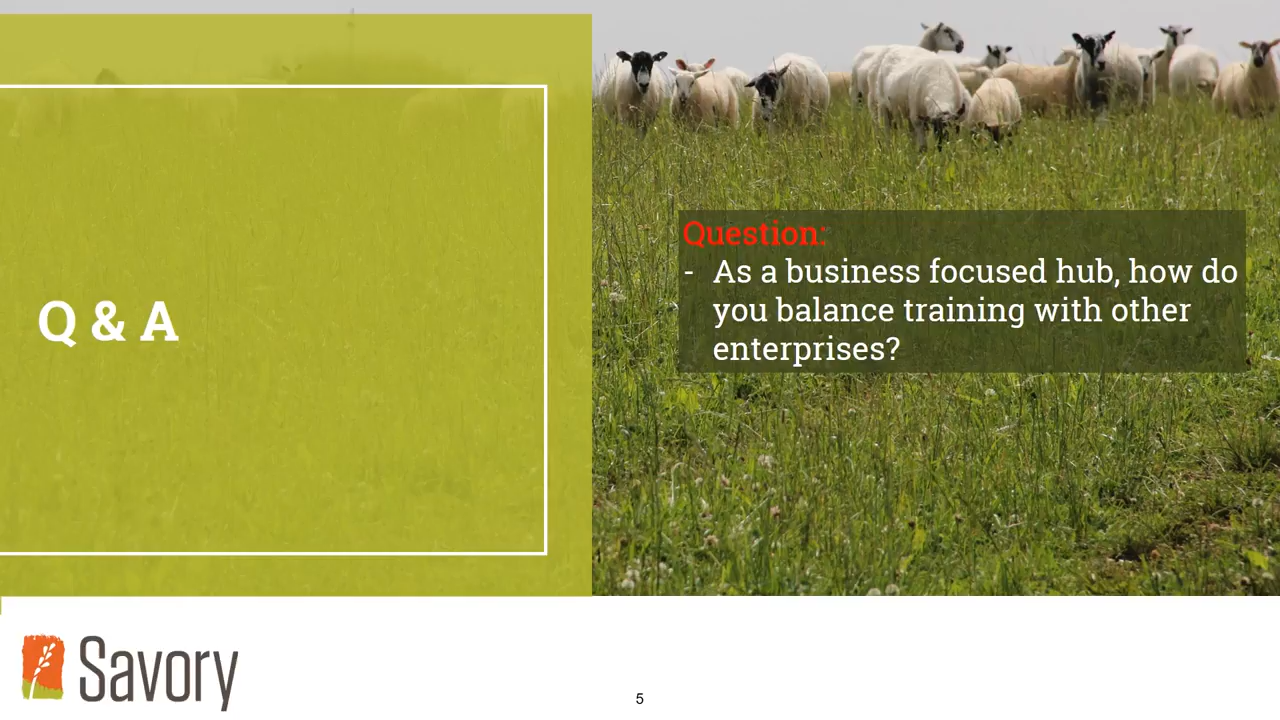 Q & A
Question:
- As a business focused hub, how do
you balance training with other
enterprises?
Savory
5